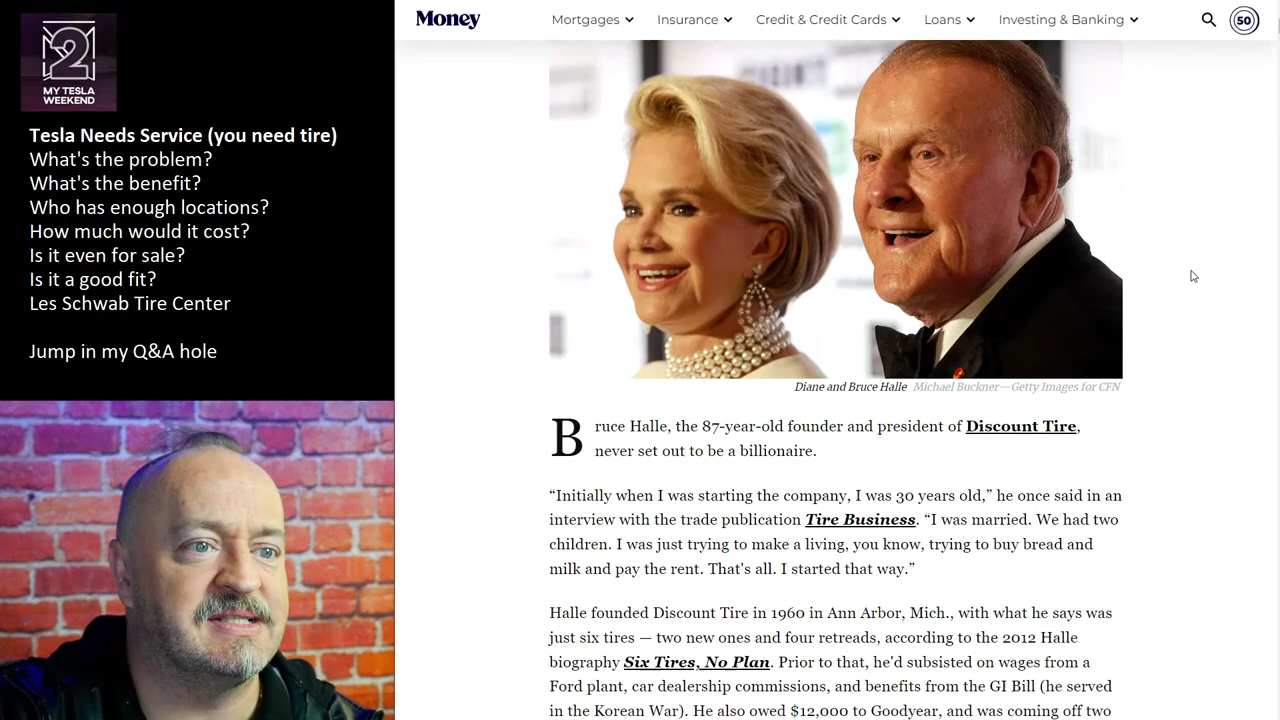 2
MY TESLA
WEEKEND
Tesla Needs Service (you need tire)
What's the problem?
What's the benefit?
Who has enough locations?
How much would it cost?
Is it even for sale?
Is it a good fit?
Les Schwab Tire Center
Jump in my Q&A hole
Money
Mortgages Insurance Credit & Credit Cards Loans Investing & Banking
50
Diane and Bruce Halle Michael Buckner—Getty Images for CFN
Bruce Halle, the 87-year-old founder and president of Discount Tire,
never set out to be a billionaire.
“Initially when I was starting the company, I was 30 years old,” he once said in an
interview with the trade publication Tire Business. “I was married. We had two
children. I was just trying to make a living, you know, trying to buy bread and
milk and pay the rent. That's all. I started that way.”
Halle founded Discount Tire in 1960 in Ann Arbor, Mich., with what he says was
just six tires — two new ones and four retreads, according to the 2012 Halle
biography Six Tires, No Plan. Prior to that, he'd subsisted on wages from a
Ford plant, car dealership commissions, and benefits from the GI Bill (he served
in the Korean War). He also owed $12,000 to Goodyear, and was coming off two